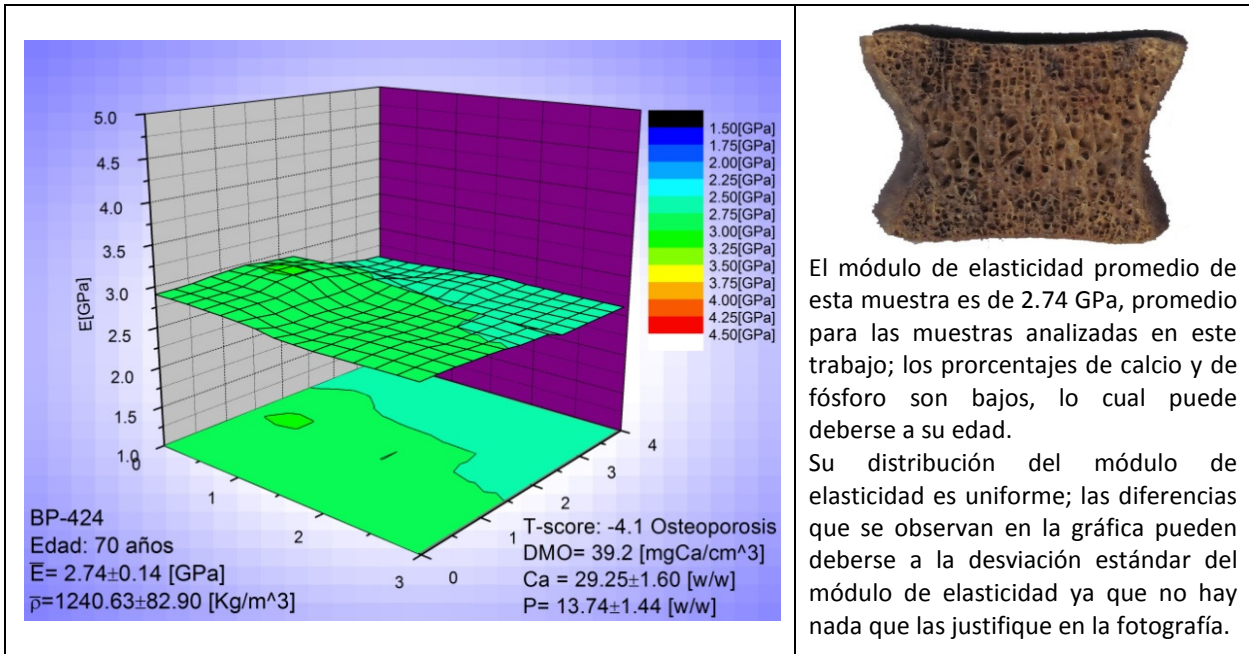 5.0
4.5
4.0
3.5
3.0
2.5
2.0
1.5
1.0
E[GPa]
0
1
2
3
0
1
2
3
4
1.50[GPa]
1.75[GPa]
2.00[GPa]
2.25[GPa]
2.50[GPa]
2.75[GPa]
3.00[GPa]
3.25[GPa]
3.50[GPa]
3.75[GPa]
4.00[GPa]
4.25[GPa]
4.50[GPa]
BP-424
Edad: 70 años
E̅= 2.74±0.14 [GPa]
ρ̅=1240.63±82.90 [Kg/m^3]
T-score: -4.1 Osteoporosis
DMO= 39.2 [mgCa/cm^3]
Ca = 29.25±1.60 [w/w]
P= 13.74±1.44 [w/w]
El módulo de elasticidad promedio de
esta muestra es de 2.74 GPa, promedio
para las muestras analizadas en este
trabajo; los prorcentajes de calcio y de
fósforo son bajos, lo cual puede
deberse a su edad.
Su distribución del módulo de
elasticidad es uniforme; las diferencias
que se observan en la gráfica pueden
deberse a la desviación estándar del
módulo de elasticidad ya que no hay
nada que las justifique en la fotografía.